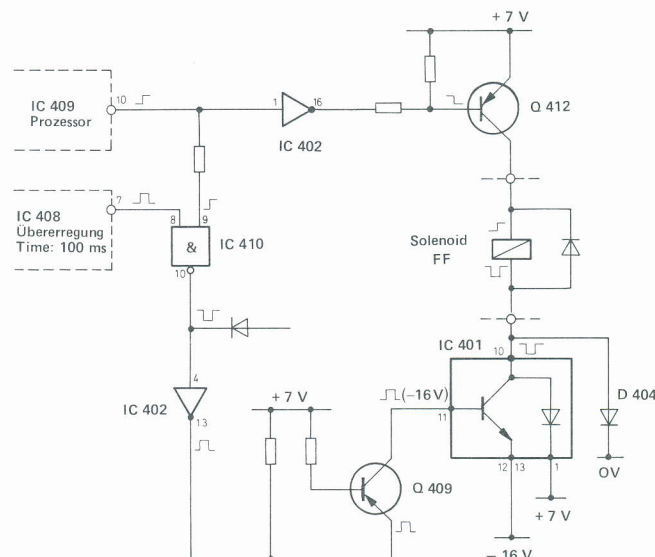 + 7 V
IC 409
Prozessor
10
1
16
IC 402
Q 412
7
IC 408
Übererregung
Time: 100 ms
8
9
&
IC 410
10
Solenoid
FF
IC 401
10
4
IC 402
13
+ 7 V
(–16 V)
11
D 404
Q 409
12
13
1
0V
+ 7 V
– 16 V